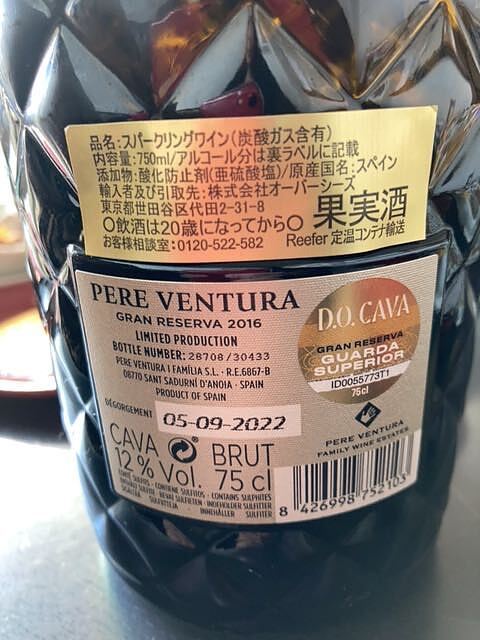 品名:スパークリングワイン(炭酸ガス含有)
内容量:750ml/アルコール分は裏ラベルに記載
添加物:酸化防止剤(亜硫酸塩)/原産国名:スペイン
輸入者及び引取先:株式会社オーバーシーズ
東京都世田谷区代田2-31-8 果実酒
〇飲酒は20歳になってから〇
お客様相談室:0120-522-582 Reefer 定温コンテナ輸送
PERE VENTURA
GRAN RESERVA 2016
LIMITED PRODUCTION
BOTTLE NUMBER: 28708/30433
PERE VENTURA I FAMÍLIA S.L. · R.E.6867-B
08770 SANT SADURNÍ D'ANOIA · SPAIN
PRODUCT OF SPAIN
DÉGORGEMENT 05-09-2022
CAVA BRUT
12 % Vol. 75 cl
CONTÉ SULFITS · CONTIENE SULFITOS · CONTAINS SULPHITES
INNEHÅLLER SULFITER
D.O. CAVA
GRAN RESERVA
GUARDA
SUPERIOR
ID0055773T1
75cl
PERE VENTURA
FAMILY WINE ESTATES
8 426998 752103